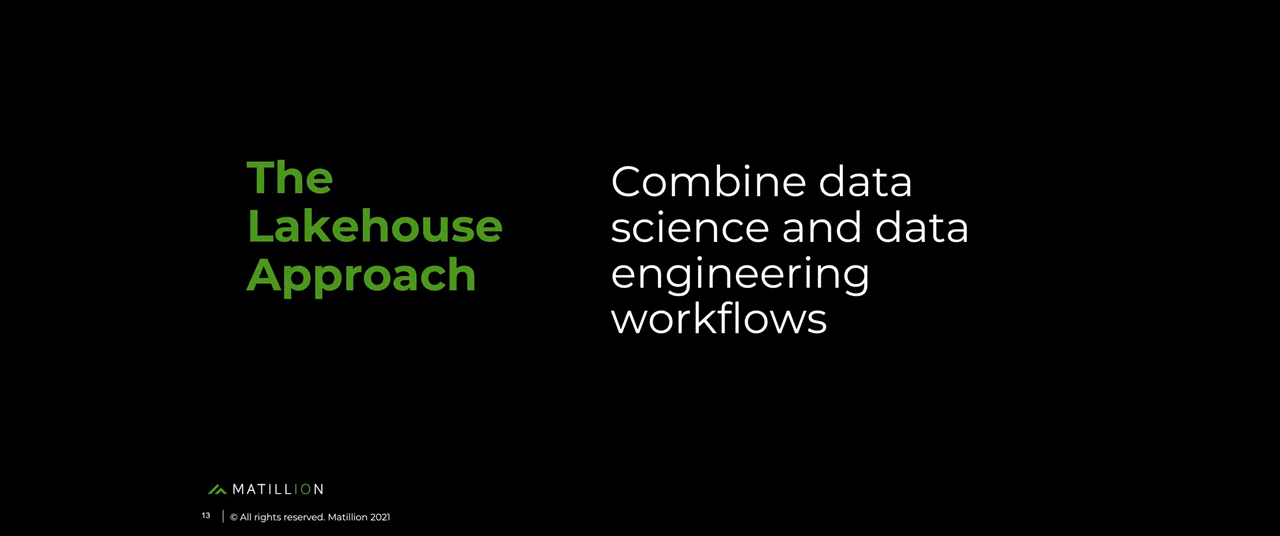 The
Lakehouse
Approach
Combine data
science and data
engineering
workflows
MATILLION
13
© All rights reserved. Matillion 2021